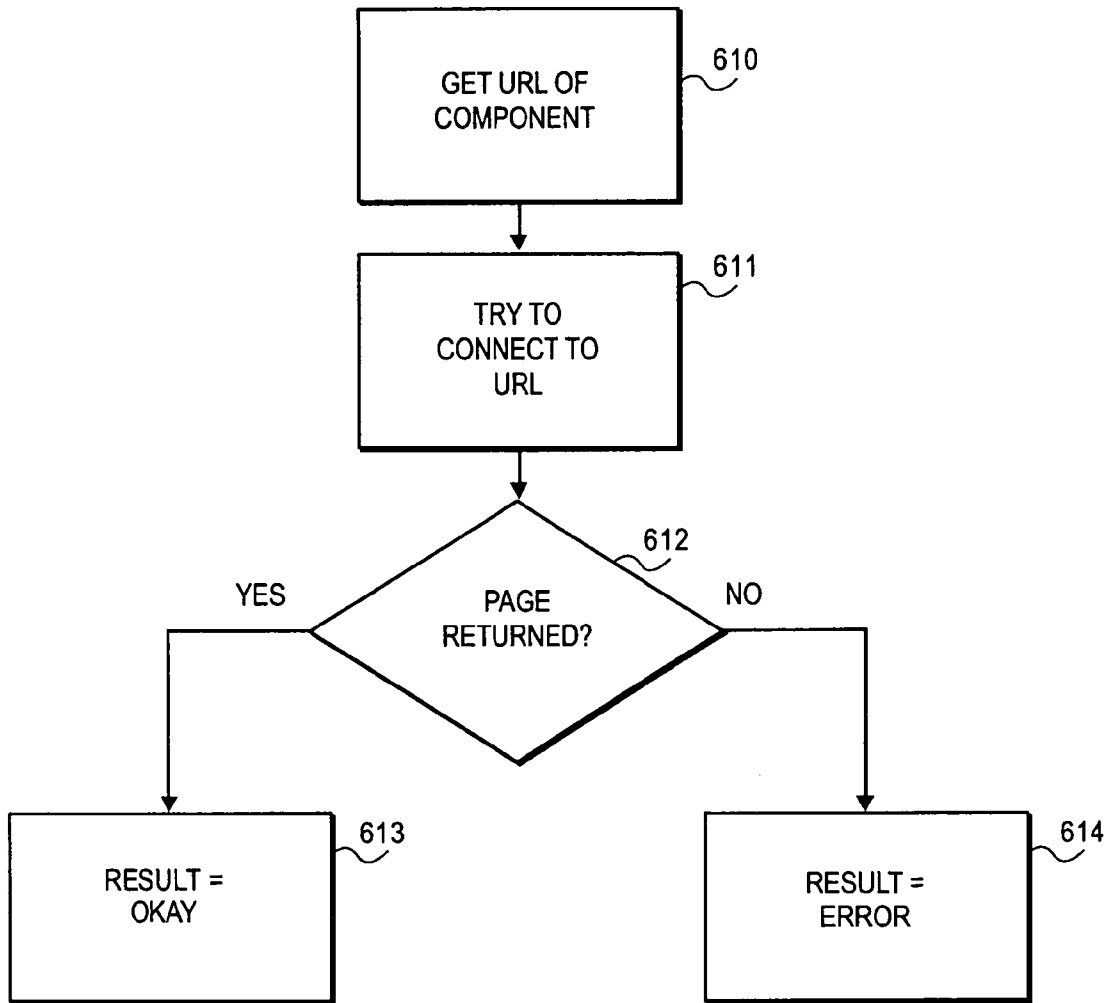 GET URL OF
COMPONENT
610
TRY TO
CONNECT TO
URL
611
612
YES
PAGE
RETURNED?
NO
RESULT =
OKAY
613
RESULT =
ERROR
614